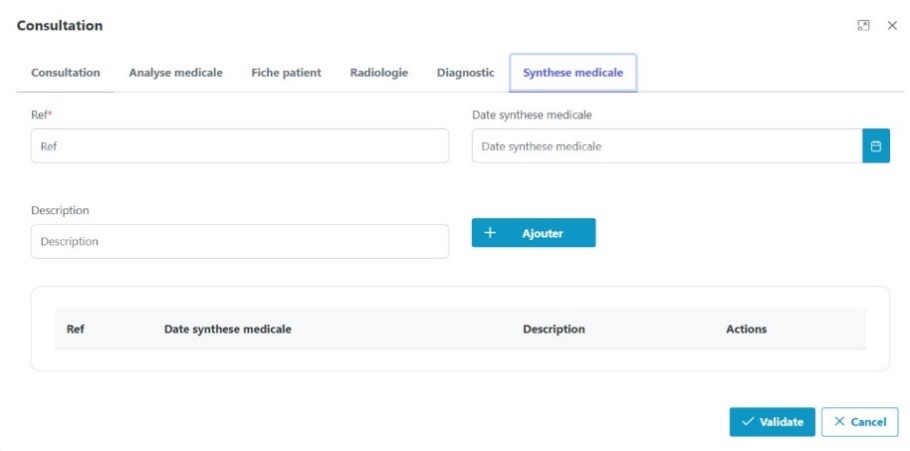 Consultation
Consultation Analyse medicale Fiche patient Radiologie Diagnostic Synthese medicale
Ref* Date synthese medicale
Ref Date synthese medicale
Description
Description Ajouter
Ref Date synthese medicale Description Actions
Validate Cancel